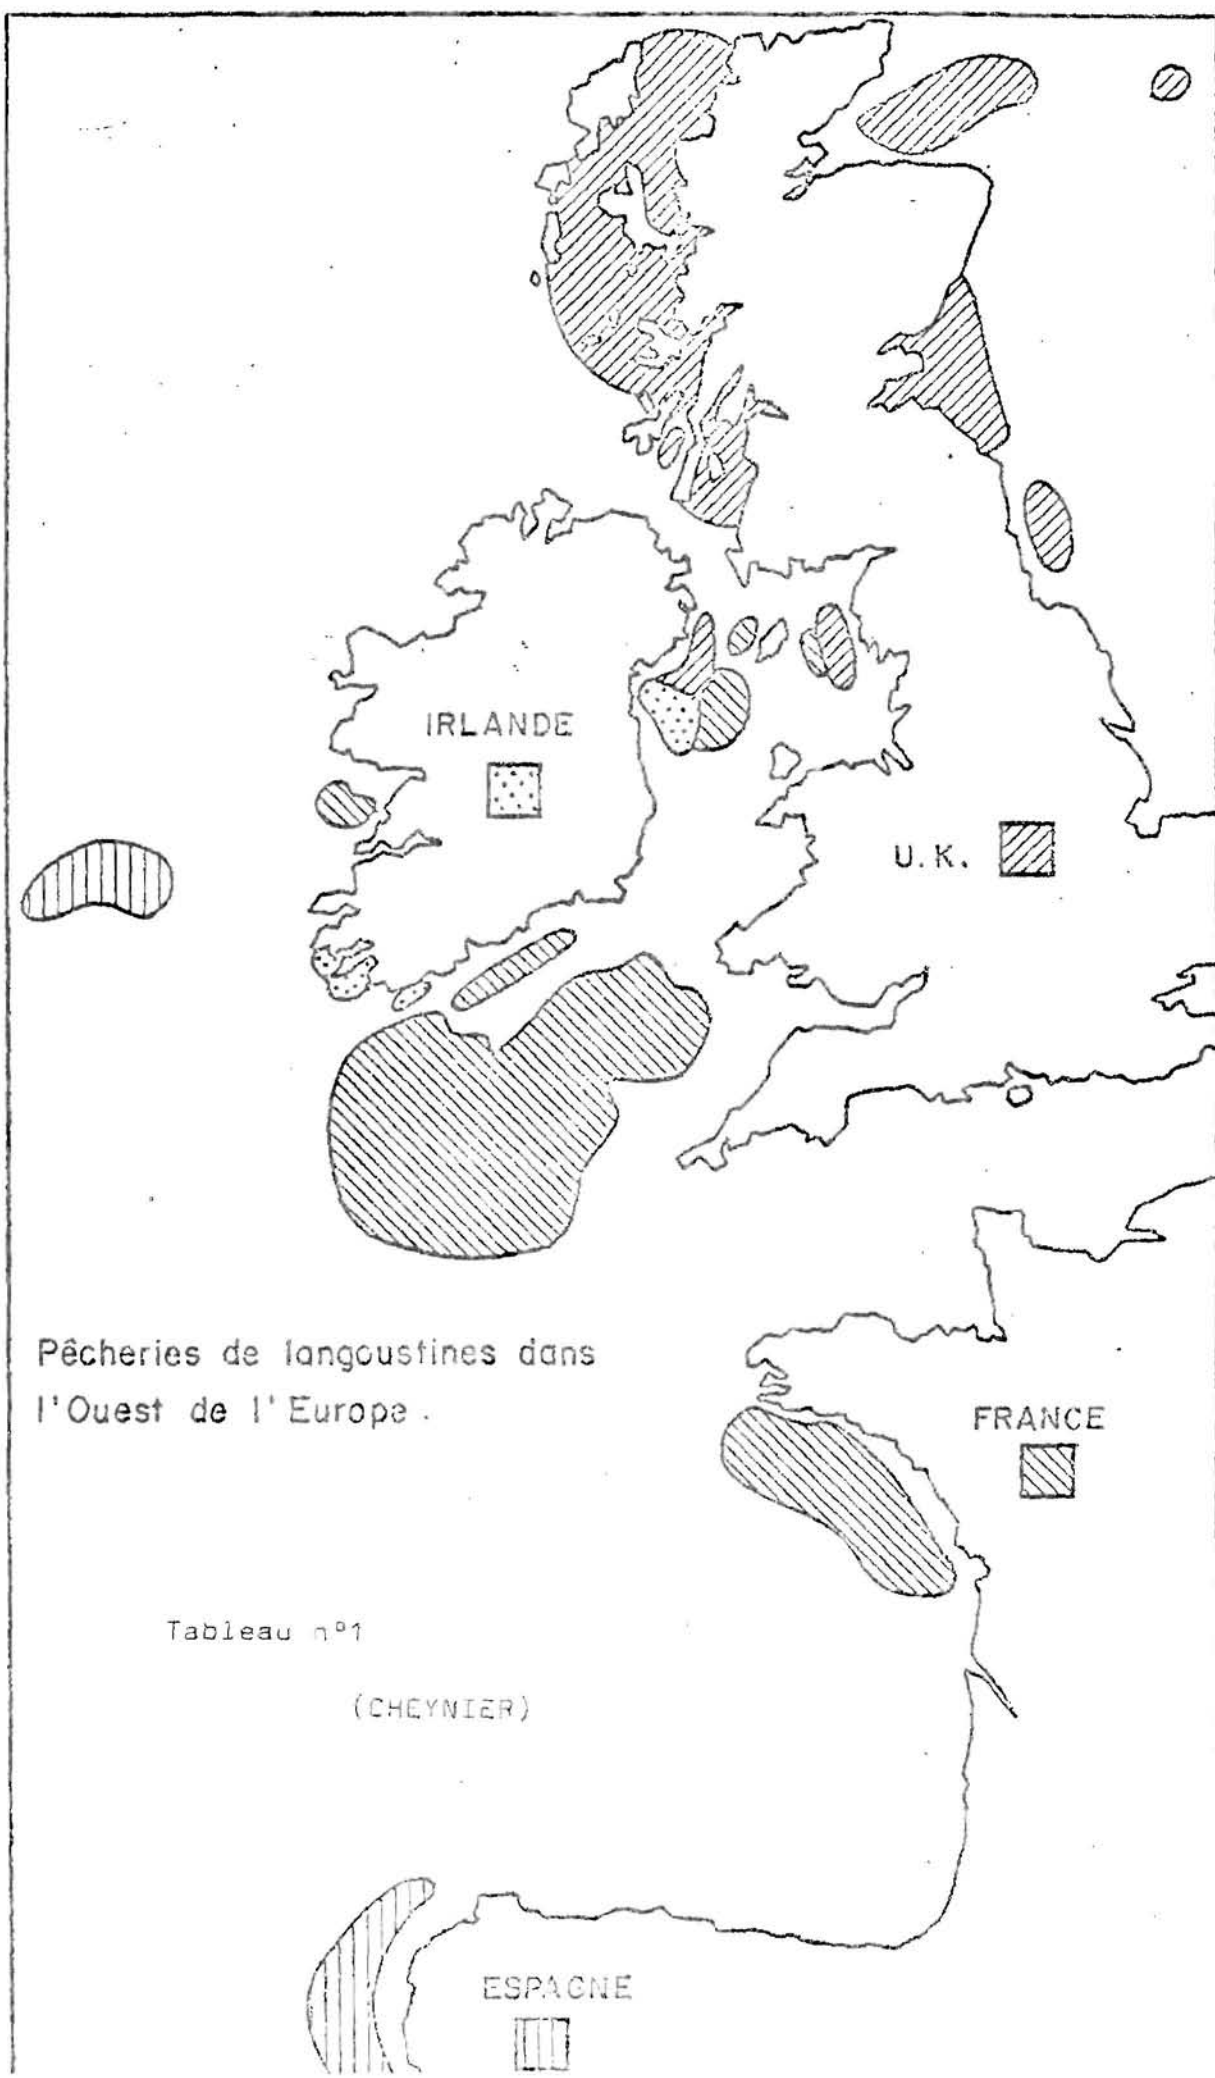 IRLANDE
U.K.
Pêcheries de langoustines dans
l'Ouest de l'Europe.
FRANCE
Tableau n°1
(CHEYNIER)
ESPAGNE